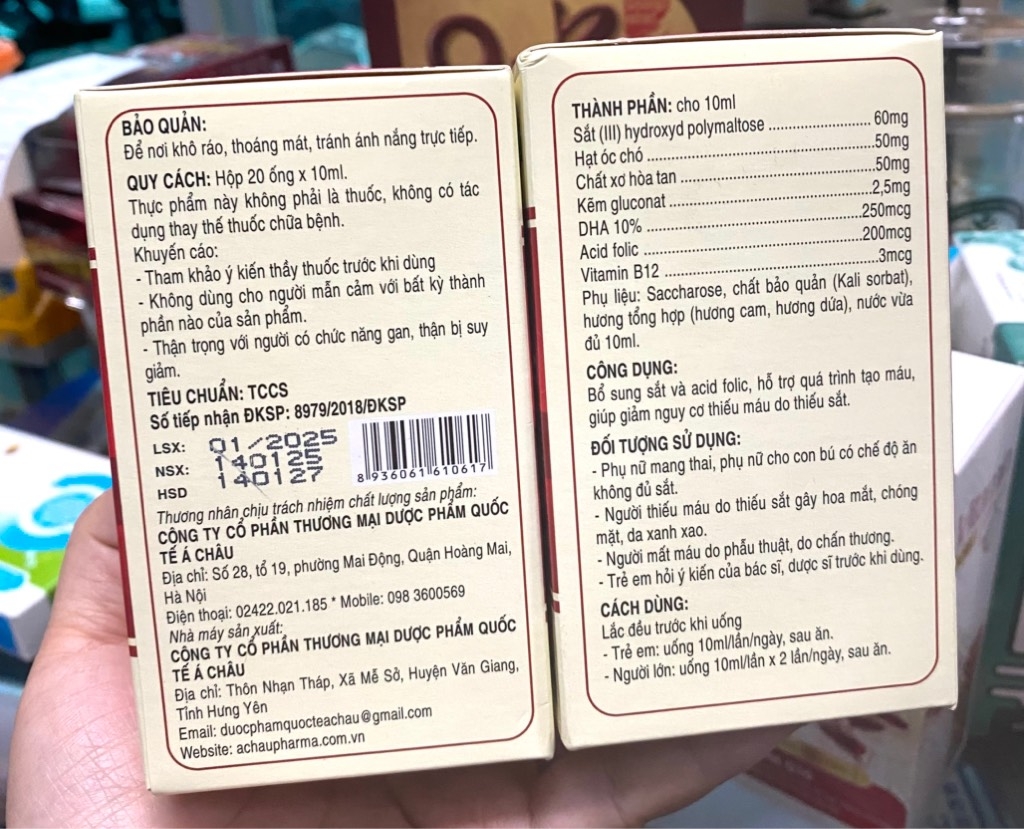 BẢO QUẢN:
Để nơi khô ráo, thoáng mát, tránh ánh nắng trực tiếp.
QUY CÁCH: Hộp 20 ống x 10ml.
Thực phẩm này không phải là thuốc, không có tác
dụng thay thế thuốc chữa bệnh.
Khuyến cáo:
- Tham khảo ý kiến thầy thuốc trước khi dùng
- Không dùng cho người mẫn cảm với bất kỳ thành
phần nào của sản phẩm.
- Thận trọng với người có chức năng gan, thận bị suy
giảm.
TIÊU CHUẨN: TCCS
Số tiếp nhận ĐKSP: 8979/2018/ĐKSP
LSX: 01/2025
NSX: 140125
HSD 140127
8 936061 610617
Thương nhân chịu trách nhiệm chất lượng sản phẩm:
CÔNG TY CỔ PHẦN THƯƠNG MẠI DƯỢC PHẨM QUỐC
TẾ Á CHÂU
Địa chỉ: Số 28, tổ 19, phường Mai Động, Quận Hoàng Mai,
Hà Nội
Điện thoại: 02422.021.185 * Mobile: 098 3600569
Nhà máy sản xuất:
CÔNG TY CỔ PHẦN THƯƠNG MẠI DƯỢC PHẨM QUỐC
TẾ Á CHÂU
Địa chỉ: Thôn Nhạn Tháp, Xã Mễ Sở, Huyện Văn Giang,
Tỉnh Hưng Yên
Email: duocphamquocteachau@gmail.com
Website: achaupharma.com.vn
THÀNH PHẦN: cho 10ml
Sắt (III) hydroxyd polymaltose ........................ 60mg
Hạt óc chó ........................ 50mg
Chất xơ hòa tan ........................ 50mg
Kẽm gluconat ........................ 2,5mg
DHA 10% ........................ 250mcg
Acid folic ........................ 200mcg
Vitamin B12 ........................ 3mcg
Phụ liệu: Saccharose, chất bảo quản (Kali sorbat),
hương tổng hợp (hương cam, hương dứa), nước vừa
đủ 10ml.
CÔNG DỤNG:
Bổ sung sắt và acid folic, hỗ trợ quá trình tạo máu,
giúp giảm nguy cơ thiếu máu do thiếu sắt.
ĐỐI TƯỢNG SỬ DỤNG:
- Phụ nữ mang thai, phụ nữ cho con bú có chế độ ăn
không đủ sắt.
- Người thiếu máu do thiếu sắt gây hoa mắt, chóng
mặt, da xanh xao.
- Người mất máu do phẫu thuật, do chấn thương.
- Trẻ em hỏi ý kiến của bác sĩ, dược sĩ trước khi dùng.
CÁCH DÙNG:
Lắc đều trước khi uống
- Trẻ em: uống 10ml/lần/ngày, sau ăn.
- Người lớn: uống 10ml/lần x 2 lần/ngày, sau ăn.